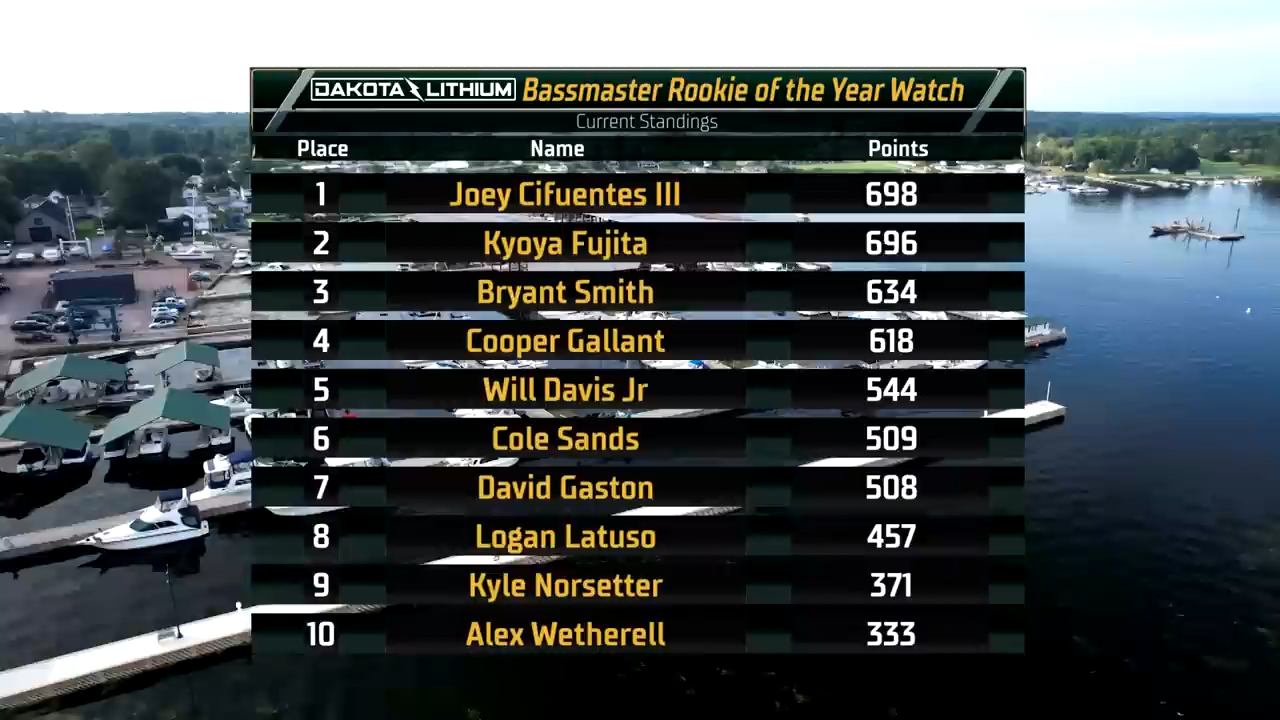 DAKOTA LITHIUM Bassmaster Rookie of the Year Watch
Current Standings
Place Name Points
1 Joey Cifuentes III 698
2 Kyoya Fujita 696
3 Bryant Smith 634
4 Cooper Gallant 618
5 Will Davis Jr 544
6 Cole Sands 509
7 David Gaston 508
8 Logan Latuso 457
9 Kyle Norsetter 371
10 Alex Wetherell 333